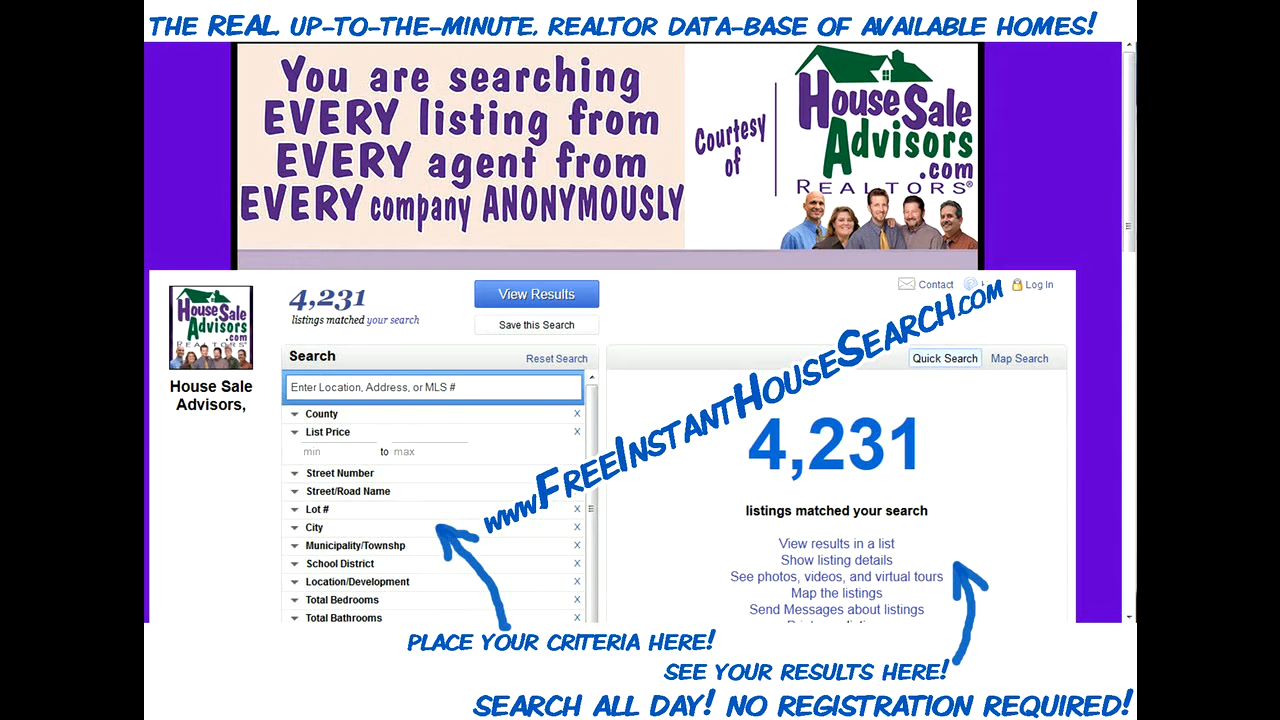 THE REAL, UP-TO-THE-MINUTE, REALTOR DATA-BASE OF AVAILABLE HOMES!
You are searching
EVERY listing from
EVERY agent from
EVERY company ANONYMOUSLY
Courtesy
of
House Sale
Advisors
.com
REALTORS®
House Sale
Advisors
.com
REALTORS®
House Sale
Advisors,
4,231
listings matched your search
View Results
Save this Search
Contact
Log In
Search
Reset Search
Quick Search
Map Search
Enter Location, Address, or MLS #
County X
List Price X
min to max
Street Number
Street/Road Name
Lot # X
City X
Municipality/Townshp X
School District X
Location/Development X
Total Bedrooms X
Total Bathrooms X
www.FreeInstantHouseSearch.com
4,231
listings matched your search
View results in a list
Show listing details
See photos, videos, and virtual tours
Map the listings
Send Messages about listings
PLACE YOUR CRITERIA HERE!
SEE YOUR RESULTS HERE!
SEARCH ALL DAY! NO REGISTRATION REQUIRED!